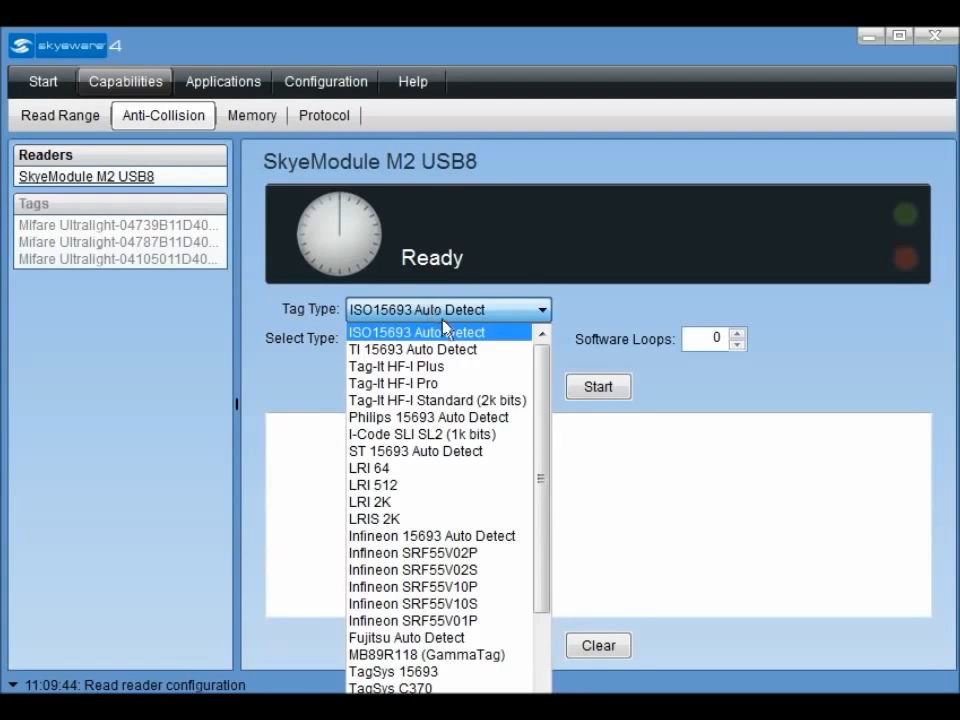 skyeware 4
Start Capabilities Applications Configuration Help
Read Range Anti-Collision Memory Protocol
Readers
SkyeModule M2 USB8
Tags
Mifare Ultralight-04739B11D40...
Mifare Ultralight-04787B11D40...
Mifare Ultralight-04105011D40...
SkyeModule M2 USB8
Ready
Tag Type: ISO15693 Auto Detect
Select Type:
ISO15693 Auto Detect
TI 15693 Auto Detect
Tag-It HF-I Plus
Tag-It HF-I Pro
Tag-It HF-I Standard (2k bits)
Philips 15693 Auto Detect
I-Code SLI SL2 (1k bits)
ST 15693 Auto Detect
LRI 64
LRI 512
LRI 2K
LRIS 2K
Infineon 15693 Auto Detect
Infineon SRF55V02P
Infineon SRF55V02S
Infineon SRF55V10P
Infineon SRF55V10S
Infineon SRF55V01P
Fujitsu Auto Detect
MB89R118 (GammaTag)
TagSys 15693
TagSys C370
Software Loops: 0
Start
Clear
11:09:44: Read reader configuration